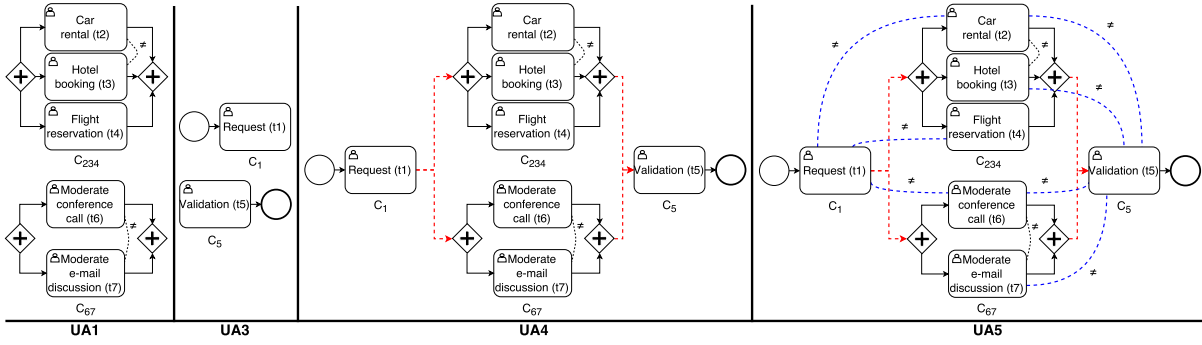 Car
rental (t2)
≠
Hotel
booking (t3)
Flight
reservation (t4)
C234
Moderate
conference
call (t6)
≠
Moderate
e-mail
discussion (t7)
C67
UA1
Request (t1)
C1
Validation (t5)
C5
UA3
Car
rental (t2)
≠
Hotel
booking (t3)
Flight
reservation (t4)
C234
Request (t1)
C1
Validation (t5)
C5
Moderate
conference
call (t6)
≠
Moderate
e-mail
discussion (t7)
C67
UA4
Car
rental (t2)
≠
≠
≠
Hotel
booking (t3)
≠
Flight
reservation (t4)
≠
C234
Request (t1)
C1
Validation (t5)
C5
≠
Moderate
conference
call (t6)
≠
≠
Moderate
e-mail
discussion (t7)
≠
C67
UA5